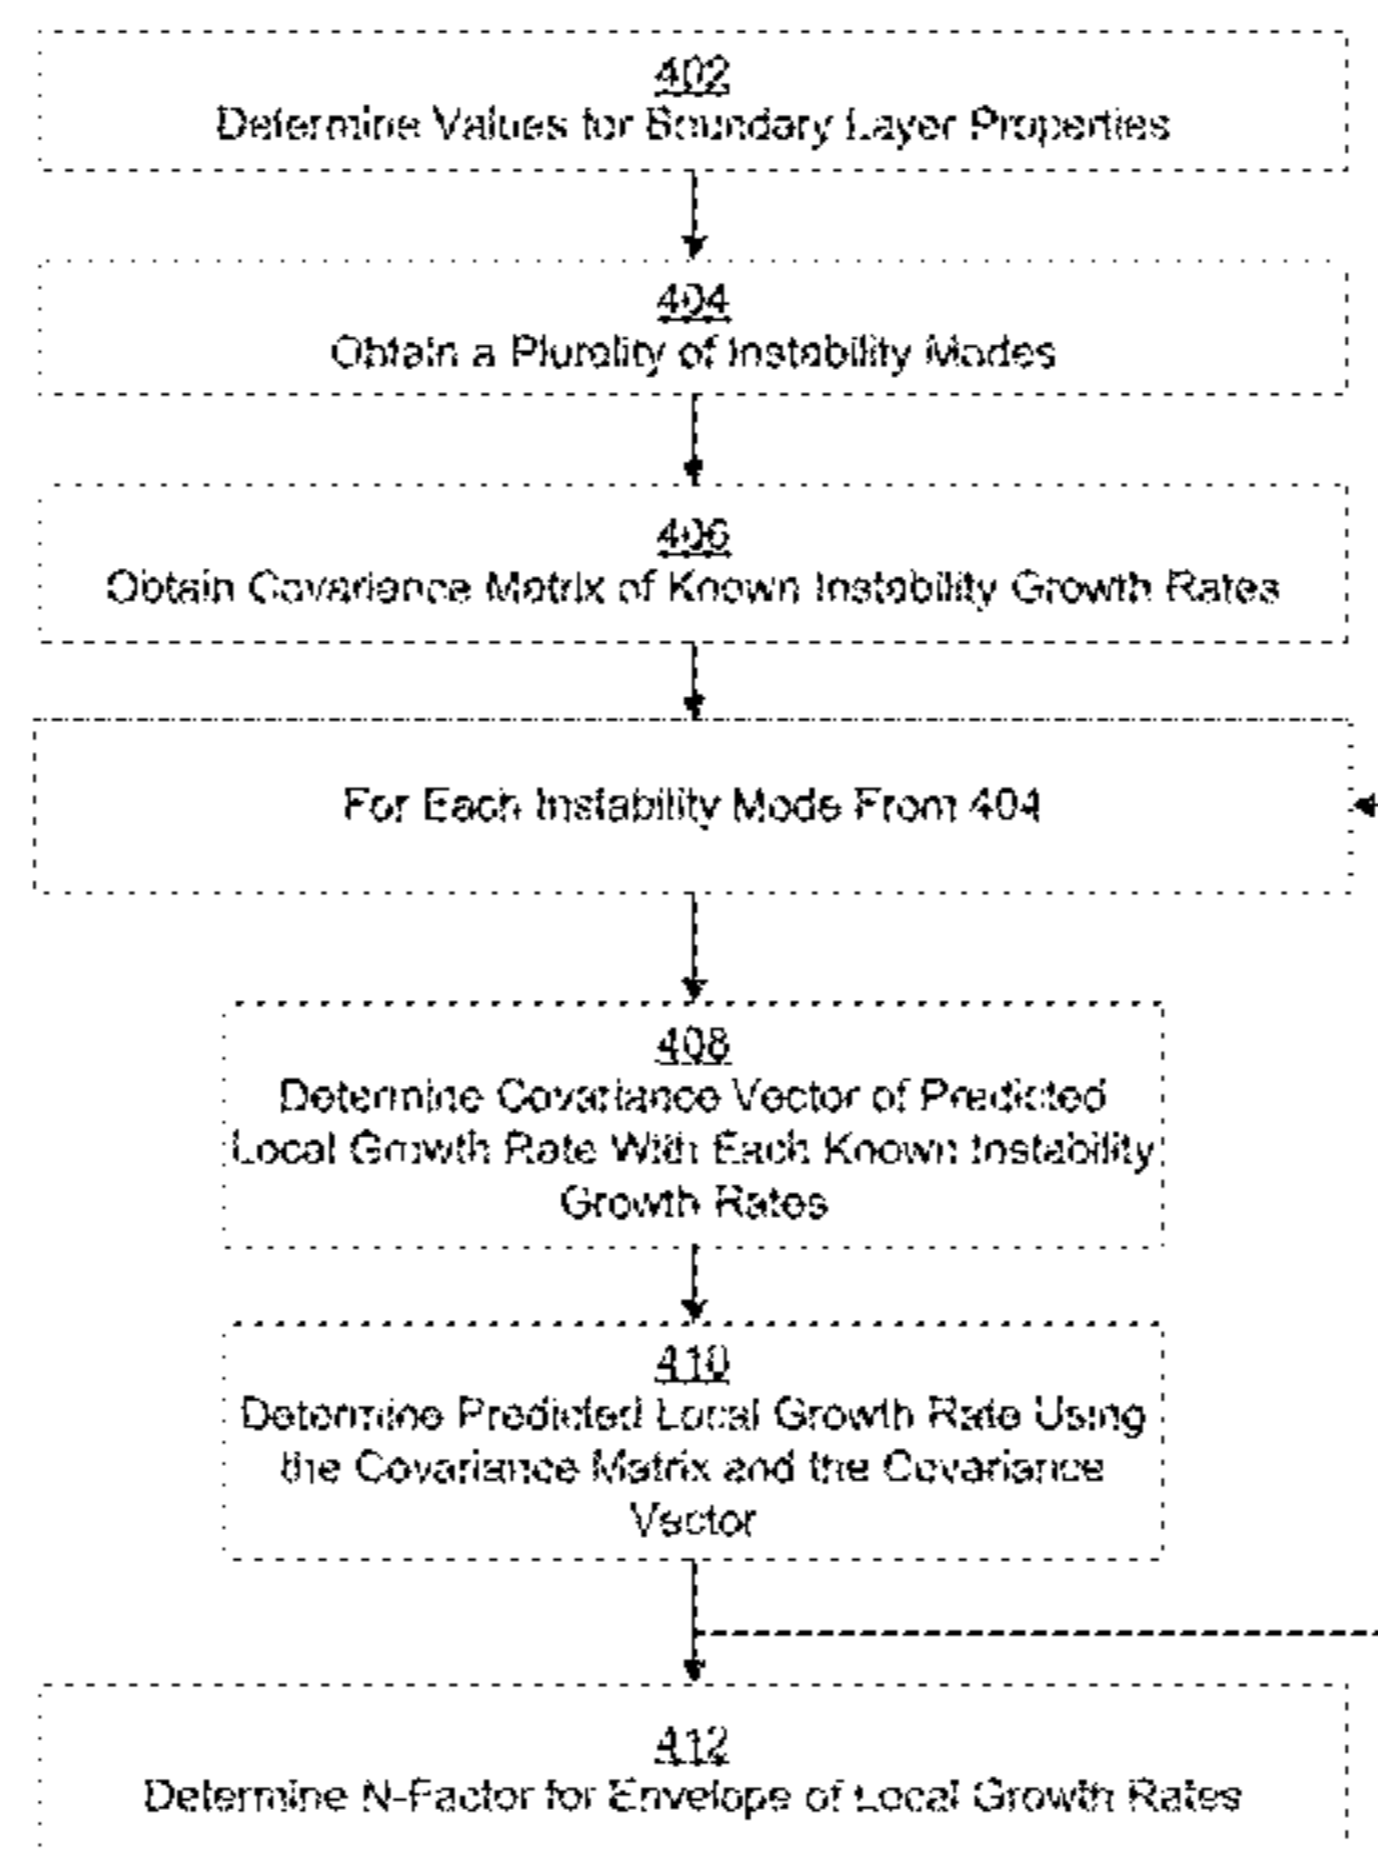 402
Determine Values for Boundary Layer Properties
404
Obtain a Plurality of Instability Modes
406
Obtain Covariance Matrix of Known Instability Growth Rates
For Each Instability Mode From 404
408
Determine Covariance Vector of Predicted
Local Growth Rate With Each Known Instability
Growth Rates
410
Determine Predicted Local Growth Rate Using
the Covariance Matrix and the Covariance
Vector
412
Determine N-Factor for Envelope of Local Growth Rates